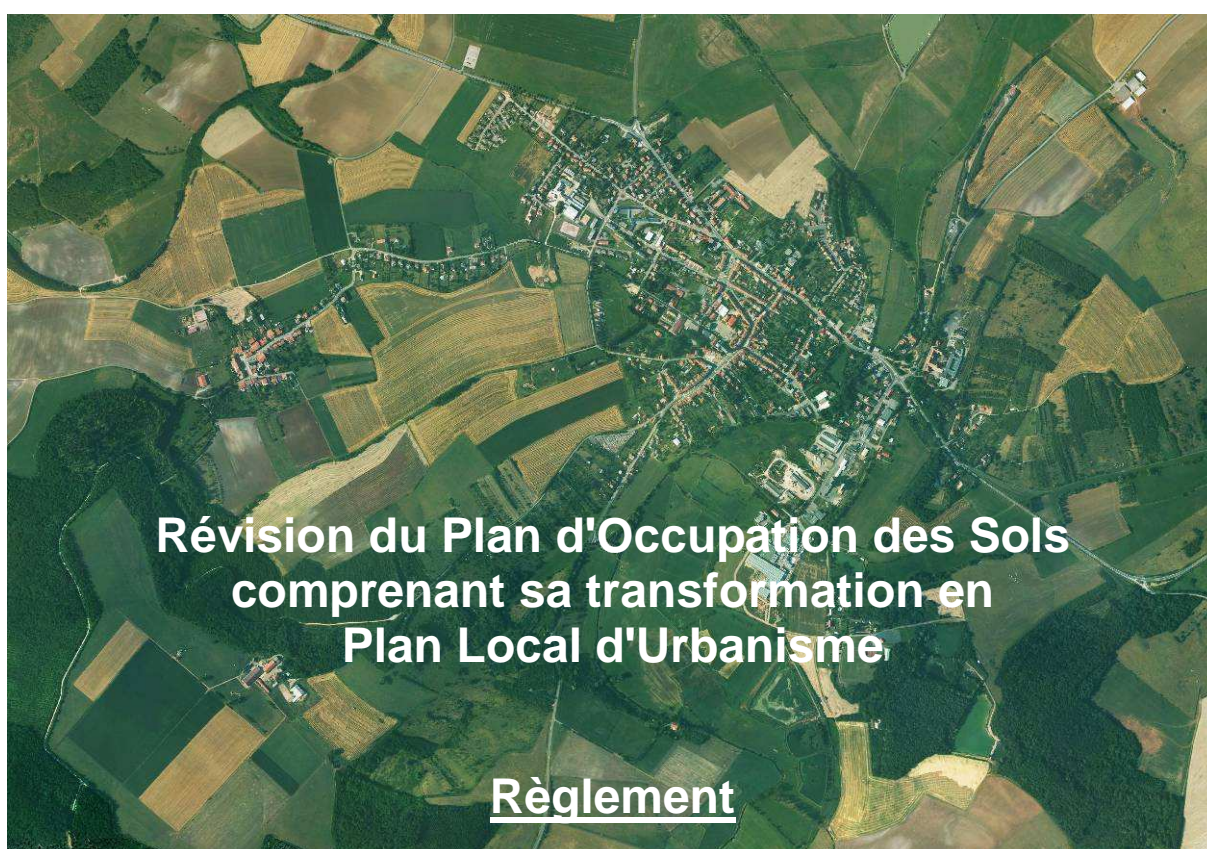 Révision du Plan d'Occupation des Sols
comprenant sa transformation en
Plan Local d'Urbanisme
Règlement